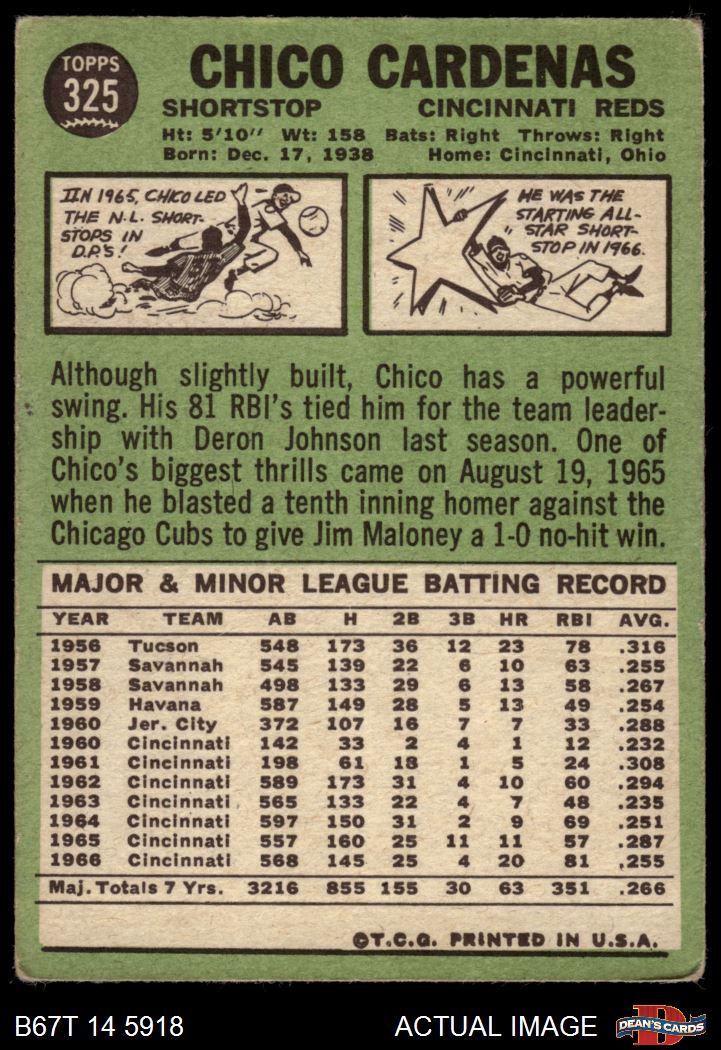 TOPPS
325
CHICO CARDENAS
SHORTSTOP CINCINNATI REDS
Ht: 5'10" Wt: 158 Bats: Right Throws: Right
Born: Dec. 17, 1938 Home: Cincinnati, Ohio
IN 1965, CHICO LED
THE N.L. SHORT-
STOPS IN
D.P.'S!
HE WAS THE
STARTING ALL-
STAR SHORT-
STOP IN 1966.
Although slightly built, Chico has a powerful
swing. His 81 RBI's tied him for the team leader-
ship with Deron Johnson last season. One of
Chico's biggest thrills came on August 19, 1965
when he blasted a tenth inning homer against the
Chicago Cubs to give Jim Maloney a 1-0 no-hit win.
MAJOR & MINOR LEAGUE BATTING RECORD
YEAR TEAM AB H 2B 3B HR RBI AVG.
1956 Tucson 548 173 36 12 23 78 .316
1957 Savannah 545 139 22 6 10 63 .255
1958 Savannah 498 133 29 6 13 58 .267
1959 Havana 587 149 28 5 13 49 .254
1960 Jer. City 372 107 16 7 7 33 .288
1960 Cincinnati 142 33 2 4 1 12 .232
1961 Cincinnati 198 61 18 1 5 24 .308
1962 Cincinnati 589 173 31 4 10 60 .294
1963 Cincinnati 565 133 22 4 7 48 .235
1964 Cincinnati 597 150 31 2 9 69 .251
1965 Cincinnati 557 160 25 11 11 57 .287
1966 Cincinnati 568 145 25 4 20 81 .255
Maj. Totals 7 Yrs. 3216 855 155 30 63 351 .266
©T.C.G. PRINTED IN U.S.A.
B67T 14 5918 ACTUAL IMAGE
DEAN'S CARDS